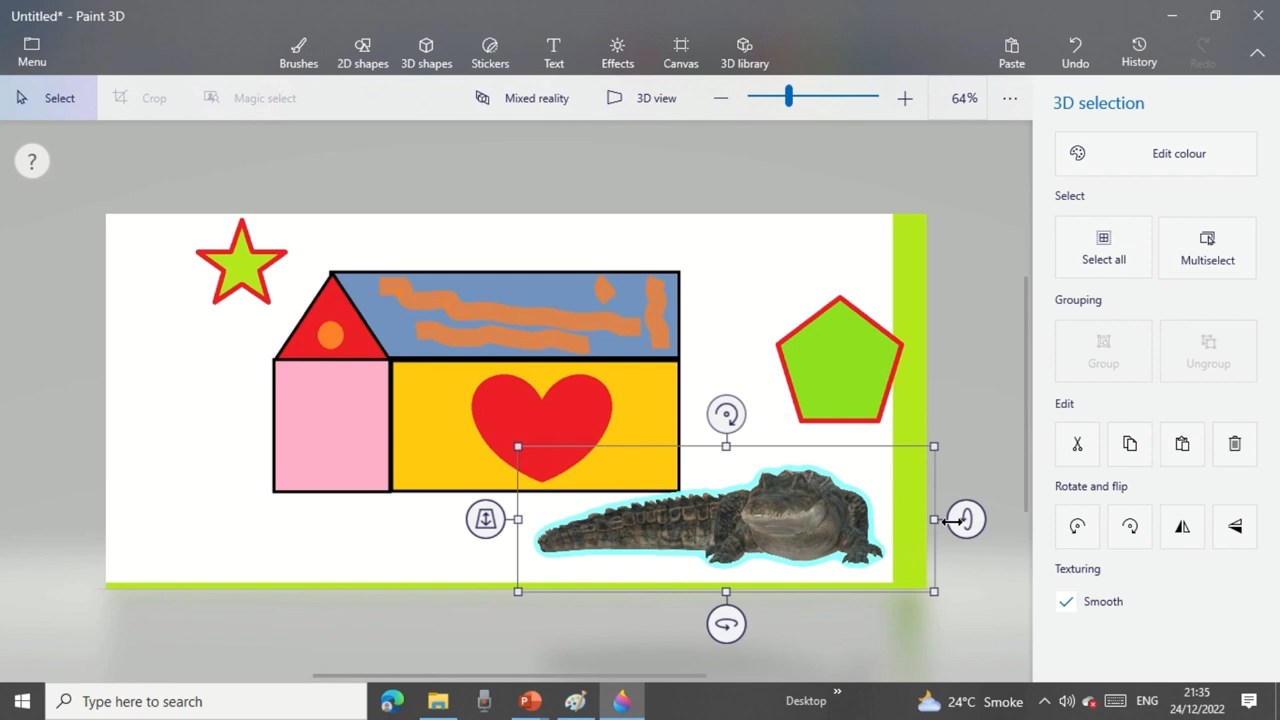 Untitled* - Paint 3D
Menu
Brushes
2D shapes
3D shapes
Stickers
Text
Effects
Canvas
3D library
Paste
Undo
History
Redo
Select
Crop
Magic select
Mixed reality
3D view
64%
3D selection
?
Edit colour
Select
Select all
Multiselect
Grouping
Group
Ungroup
Edit
Rotate and flip
Texturing
Smooth
Type here to search
Desktop
24°C Smoke
ENG
21:35
24/12/2022